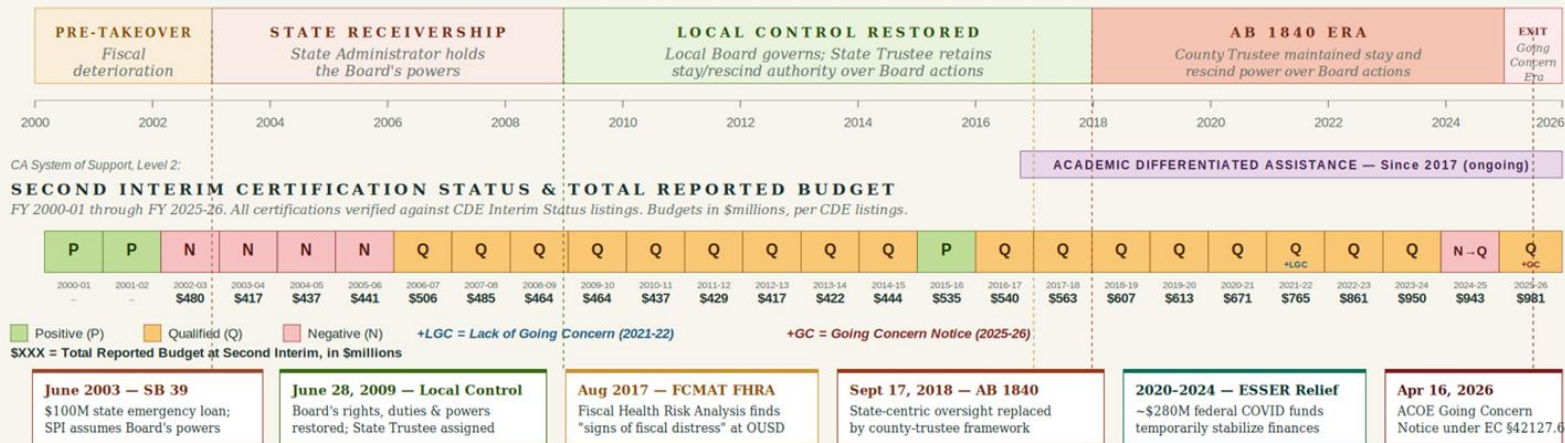 PRE-TAKEOVER
Fiscal
deterioration
STATE RECEIVERSHIP
State Administrator holds
the Board's powers
LOCAL CONTROL RESTORED
Local Board governs; State Trustee retains
stay/rescind authority over Board actions
AB 1840 ERA
County Trustee maintained stay and
rescind power over Board actions
EXIT
Going
Concern
Era
2000 2002 2004 2006 2008 2010 2012 2014 2016 2018 2020 2022 2024 2026
CA System of Support, Level 2:
ACADEMIC DIFFERENTIATED ASSISTANCE — Since 2017 (ongoing)
SECOND INTERIM CERTIFICATION STATUS & TOTAL REPORTED BUDGET
FY 2000-01 through FY 2025-26. All certifications verified against CDE Interim Status listings. Budgets in $millions, per CDE listings.
P P N N N N Q Q Q Q Q Q Q Q Q P Q Q Q Q Q Q Q Q N→Q Q
+LGC +GC
2000-01 2001-02 2002-03 2003-04 2004-05 2005-06 2006-07 2007-08 2008-09 2009-10 2010-11 2011-12 2012-13 2013-14 2014-15 2015-16 2016-17 2017-18 2018-19 2019-20 2020-21 2021-22 2022-23 2023-24 2024-25 2025-26
– – $480 $417 $437 $441 $506 $485 $464 $464 $437 $429 $417 $422 $444 $535 $540 $563 $607 $613 $671 $765 $861 $950 $943 $981
Positive (P) Qualified (Q) Negative (N) +LGC = Lack of Going Concern (2021-22) +GC = Going Concern Notice (2025-26)
$XXX = Total Reported Budget at Second Interim, in $millions
June 2003 — SB 39
$100M state emergency loan;
SPI assumes Board's powers
June 28, 2009 — Local Control
Board's rights, duties & powers
restored; State Trustee assigned
Aug 2017 — FCMAT FHRA
Fiscal Health Risk Analysis finds
"signs of fiscal distress" at OUSD
Sept 17, 2018 — AB 1840
State-centric oversight replaced
by county-trustee framework
2020–2024 — ESSER Relief
~$280M federal COVID funds
temporarily stabilize finances
Apr 16, 2026
ACOE Going Concern
Notice under EC §42127.6